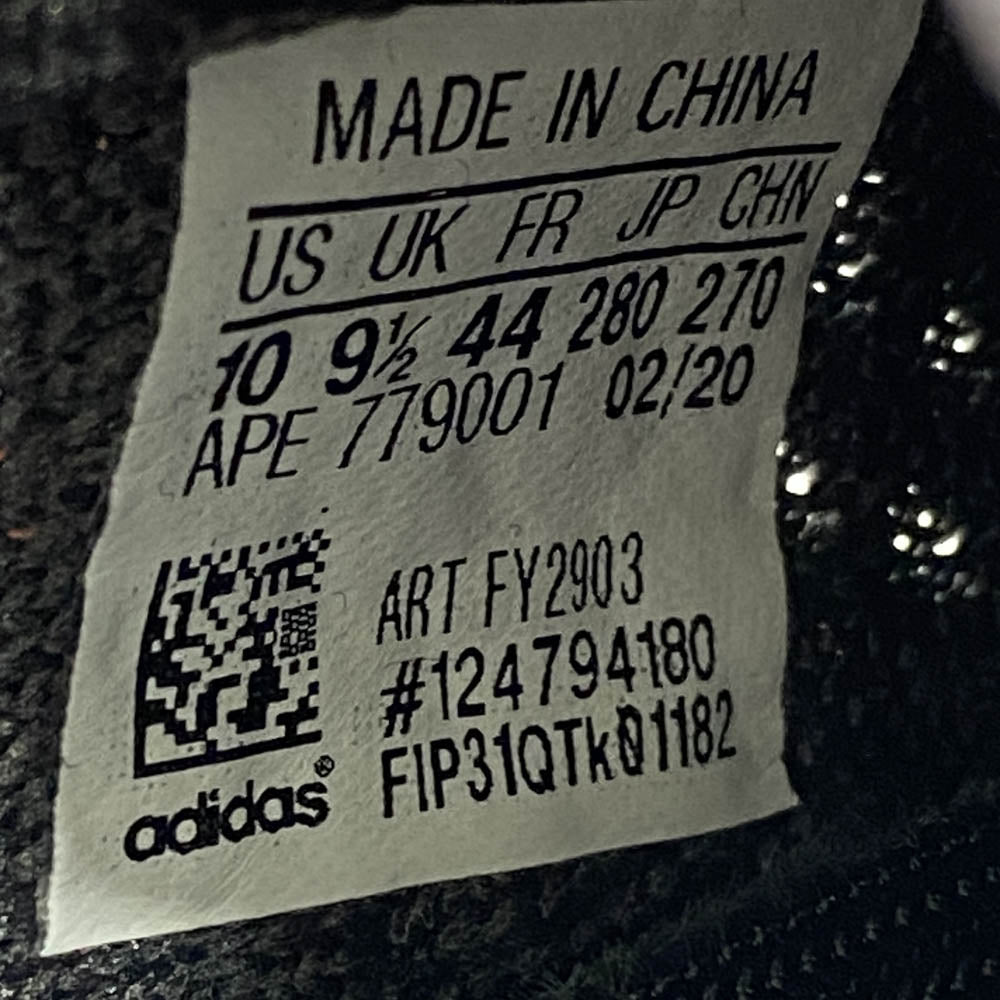 MADE IN CHINA
US UK FR JP CHN
10 9½ 44 280 270
APE 779001 02/20
ART FY2903
#124794180
FIP31QTkQ1182
adidas®